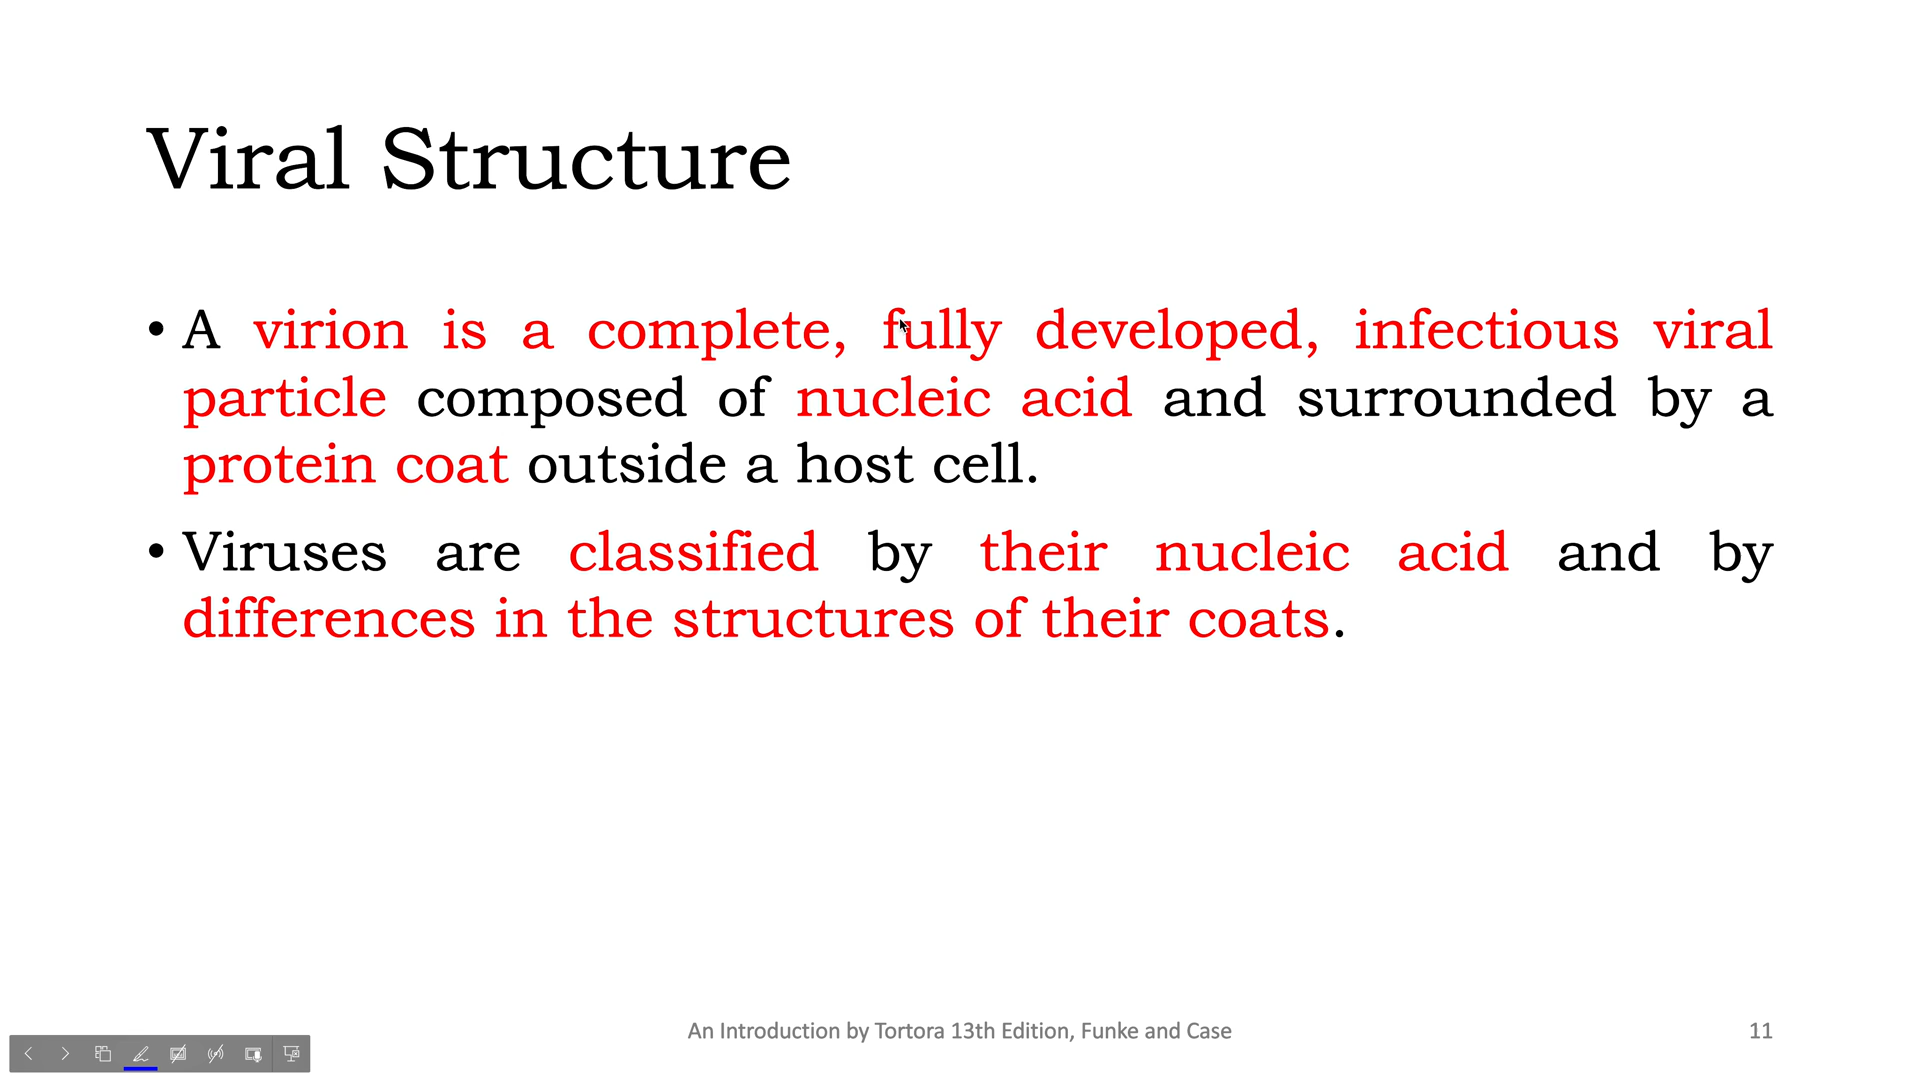 Viral Structure
• A virion is a complete, fully developed, infectious viral
particle composed of nucleic acid and surrounded by a
protein coat outside a host cell.
• Viruses are classified by their nucleic acid and by
differences in the structures of their coats.
An Introduction by Tortora 13th Edition, Funke and Case
11